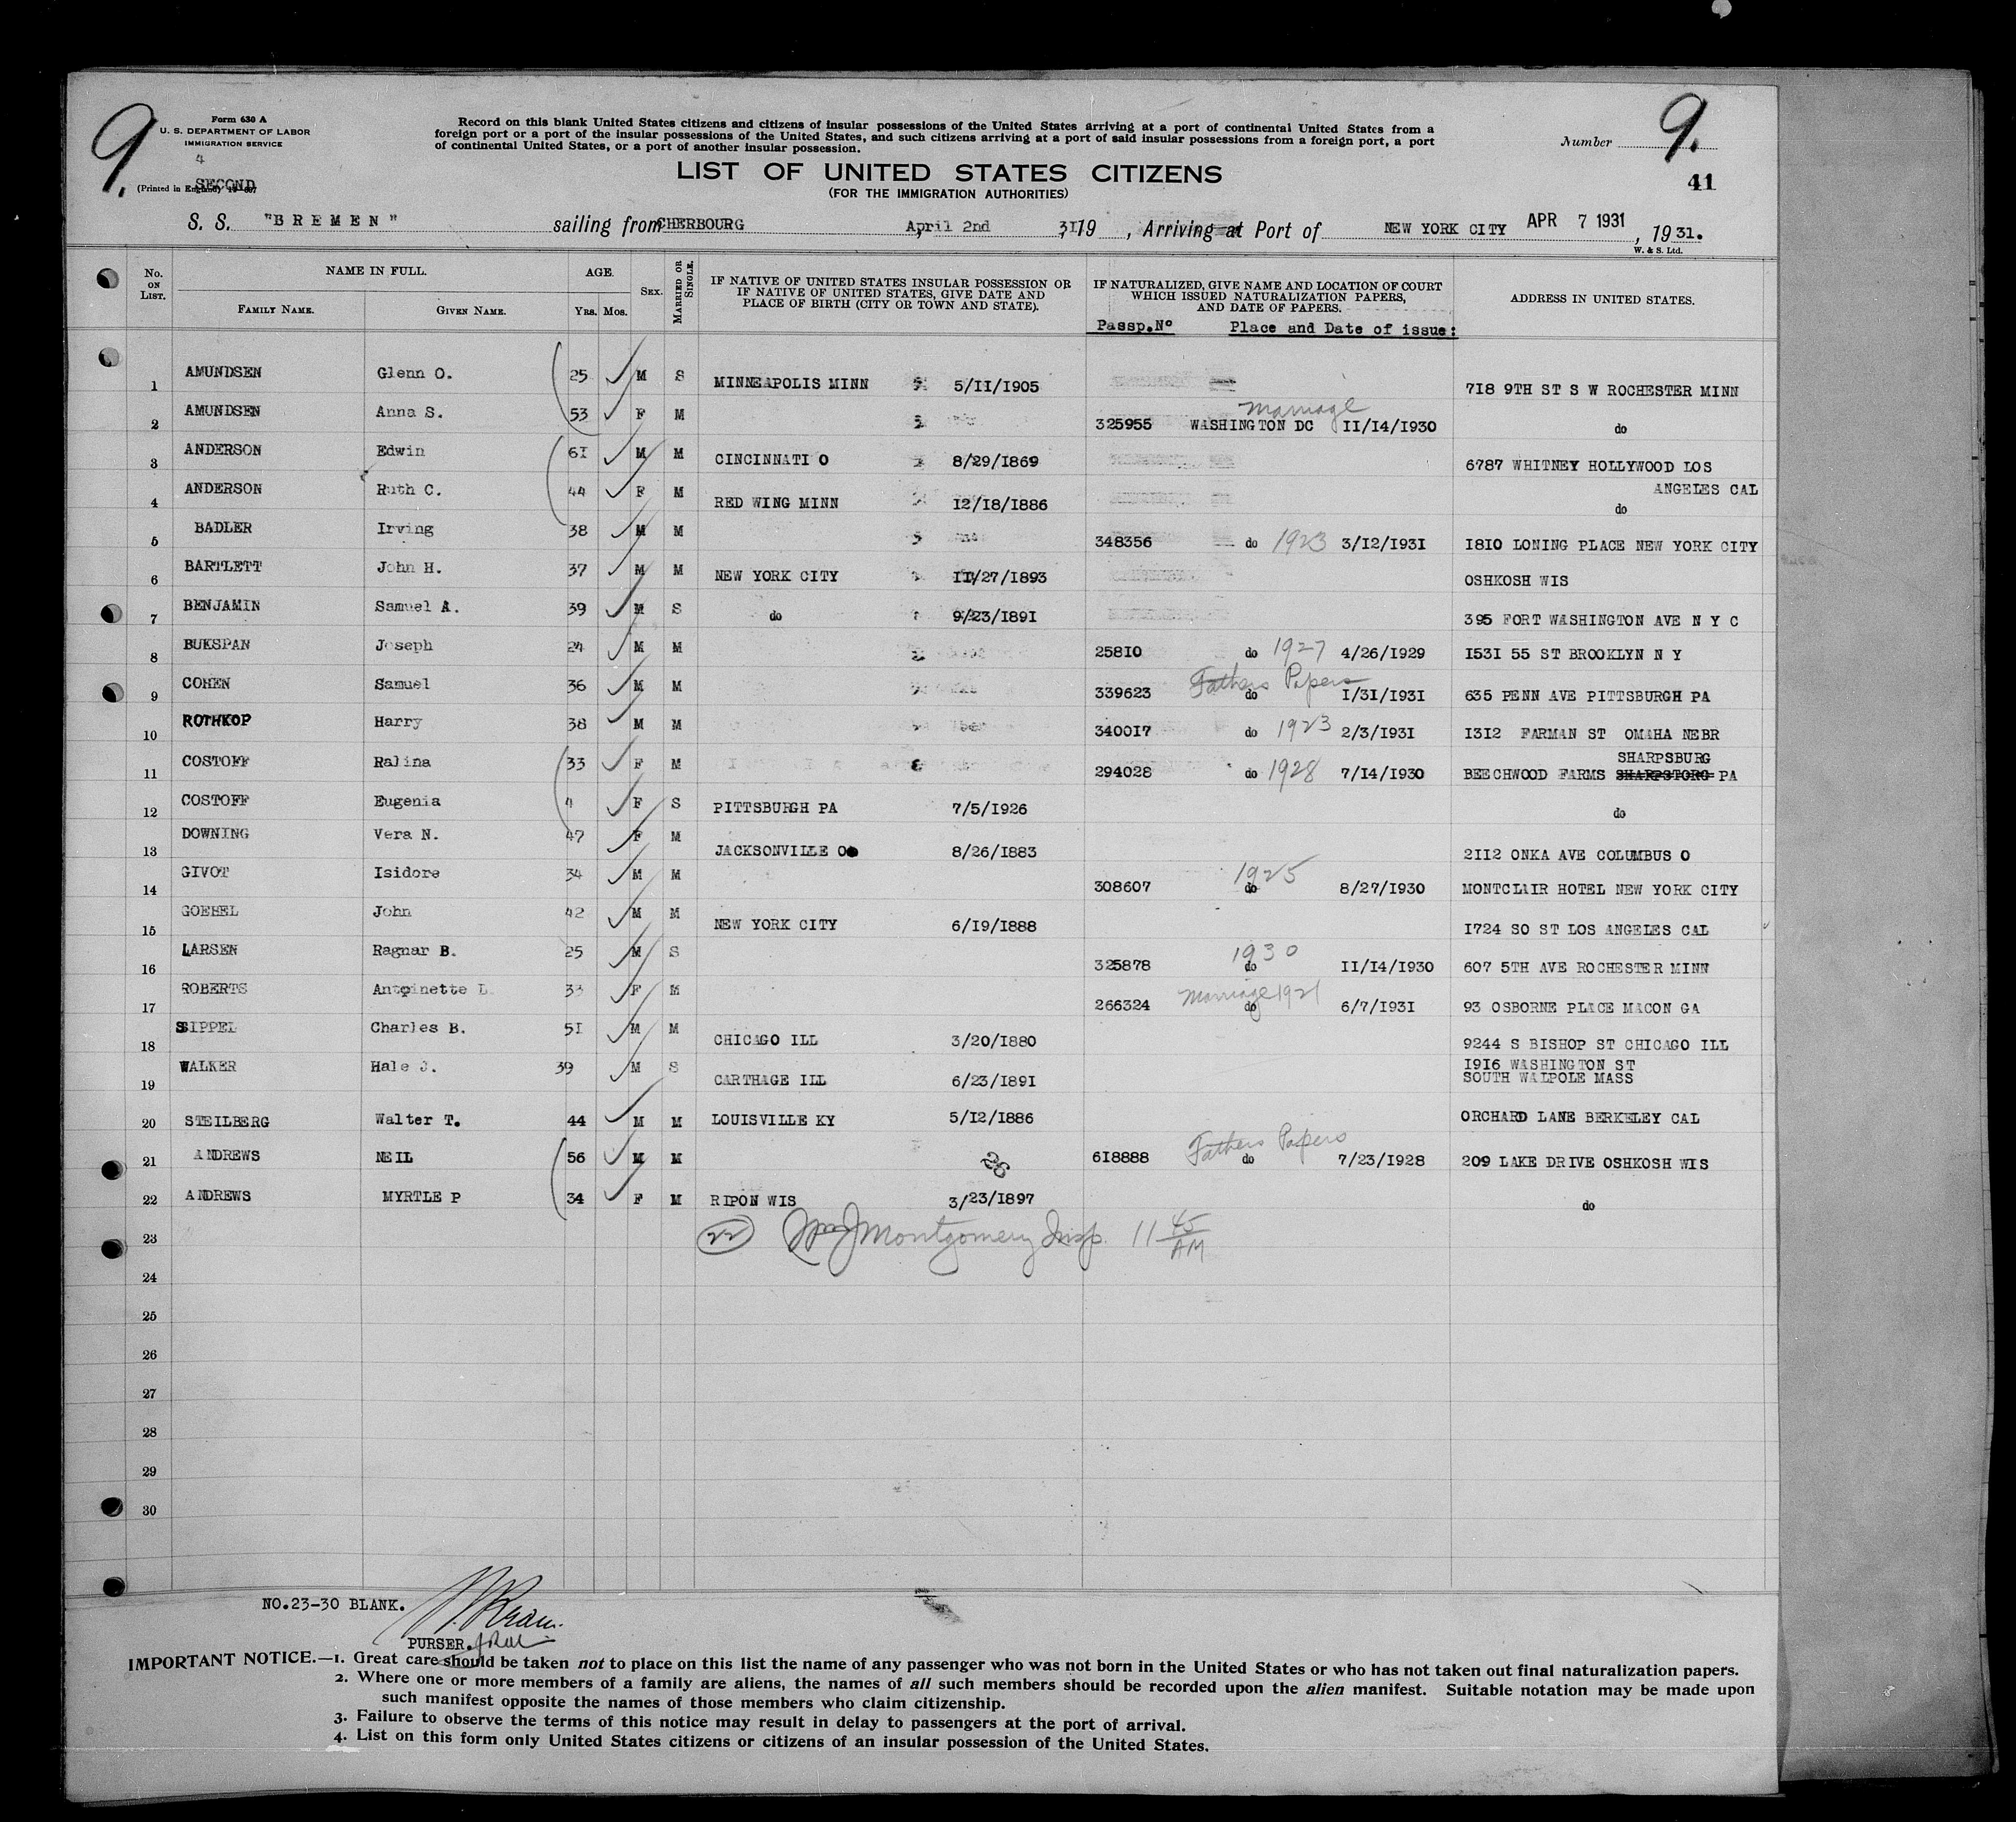 9.
Form 630 A
U. S. DEPARTMENT OF LABOR
IMMIGRATION SERVICE
4
SECOND
(Printed in England)
Record on this blank United States citizens and citizens of insular possessions of the United States arriving at a port of continental United States from a
foreign port or a port of the insular possessions of the United States, and such citizens arriving at a port of said insular possessions from a foreign port, a port
of continental United States, or a port of another insular possession.
LIST OF UNITED STATES CITIZENS
(FOR THE IMMIGRATION AUTHORITIES)
Number 9.
41
S. S. "BREMEN" sailing from CHERBOURG April 2nd 31 19 , Arriving at Port of NEW YORK CITY APR 7 1931 , 1931.
W. & S. Ltd.
No. ON LIST.
NAME IN FULL.
FAMILY NAME. GIVEN NAME.
AGE.
YRS. MOS.
SEX.
MARRIED OR SINGLE.
IF NATIVE OF UNITED STATES INSULAR POSSESSION OR
IF NATIVE OF UNITED STATES, GIVE DATE AND
PLACE OF BIRTH (CITY OR TOWN AND STATE).
IF NATURALIZED, GIVE NAME AND LOCATION OF COURT
WHICH ISSUED NATURALIZATION PAPERS,
AND DATE OF PAPERS.
Passp.No Place and Date of issue:
ADDRESS IN UNITED STATES.
1 AMUNDSEN Glenn O. 25 M S MINNEAPOLIS MINN 5/11/1905 718 9TH ST S W ROCHESTER MINN
2 AMUNDSEN Anna S. 53 F M 325955 marriage WASHINGTON DC 11/14/1930 do
3 ANDERSON Edwin 61 M M CINCINNATI O 8/29/1869 6787 WHITNEY HOLLYWOOD LOS
ANGELES CAL
4 ANDERSON Ruth C. 44 F M RED WING MINN 12/18/1886 do
5 BADLER Irving 38 M M 348356 do 1923 3/12/1931 1810 LONING PLACE NEW YORK CITY
6 BARTLETT John H. 37 M M NEW YORK CITY 11/27/1893 OSHKOSH WIS
7 BENJAMIN Samuel A. 39 M S do 9/23/1891 395 FORT WASHINGTON AVE N Y C
8 BUKSPAN Joseph 24 M M 25810 do 1927 4/26/1929 1531 55 ST BROOKLYN N Y
9 COHEN Samuel 36 M M 339623 Fathers Papers do 1/31/1931 635 PENN AVE PITTSBURGH PA
10 ROTHKOP Harry 38 M M 340017 do 1923 2/3/1931 1312 FARMAN ST OMAHA NEBR
11 COSTOFF Ralina 33 F M 294028 do 1928 7/14/1930 BEECHWOOD FARMS SHARPSTORG SHARPSBURG PA
12 COSTOFF Eugenia 4 F S PITTSBURGH PA 7/5/1926 do
13 DOWNING Vera N. 47 F M JACKSONVILLE O 8/26/1883 2112 ONKA AVE COLUMBUS O
14 GIVOT Isidore 34 M M 308607 1925 do 8/27/1930 MONTCLAIR HOTEL NEW YORK CITY
15 GOEBEL John 42 M M NEW YORK CITY 6/19/1888 1724 SO ST LOS ANGELES CAL
16 LARSEN Ragnar B. 25 M S 325878 1930 do 11/14/1930 607 5TH AVE ROCHESTER MINN
17 ROBERTS Antoinette L 33 F M 266324 Marriage 1921 do 6/7/1931 93 OSBORNE PLACE MACON GA
18 SIPPEL Charles B. 51 M M CHICAGO ILL 3/20/1880 9244 S BISHOP ST CHICAGO ILL
19 WALKER Hale J. 39 M S CARTHAGE ILL 6/23/1891 1916 WASHINGTON ST
SOUTH WALPOLE MASS
20 STEILBERG Walter T. 44 M M LOUISVILLE KY 5/12/1886 ORCHARD LANE BERKELEY CAL
21 ANDREWS NEIL 56 M M 26 618888 Fathers Papers do 7/23/1928 209 LAKE DRIVE OSHKOSH WIS
22 ANDREWS MYRTLE P 34 F M RIPON WIS 3/23/1897 do
23 22 Wm J Montgomery Insp. 11 45 AM
24
25
26
27
28
29
30
NO.23-30 BLANK.
PURSER.
IMPORTANT NOTICE.—1. Great care should be taken not to place on this list the name of any passenger who was not born in the United States or who has not taken out final naturalization papers.
2. Where one or more members of a family are aliens, the names of all such members should be recorded upon the alien manifest. Suitable notation may be made upon
such manifest opposite the names of those members who claim citizenship.
3. Failure to observe the terms of this notice may result in delay to passengers at the port of arrival.
4. List on this form only United States citizens or citizens of an insular possession of the United States.